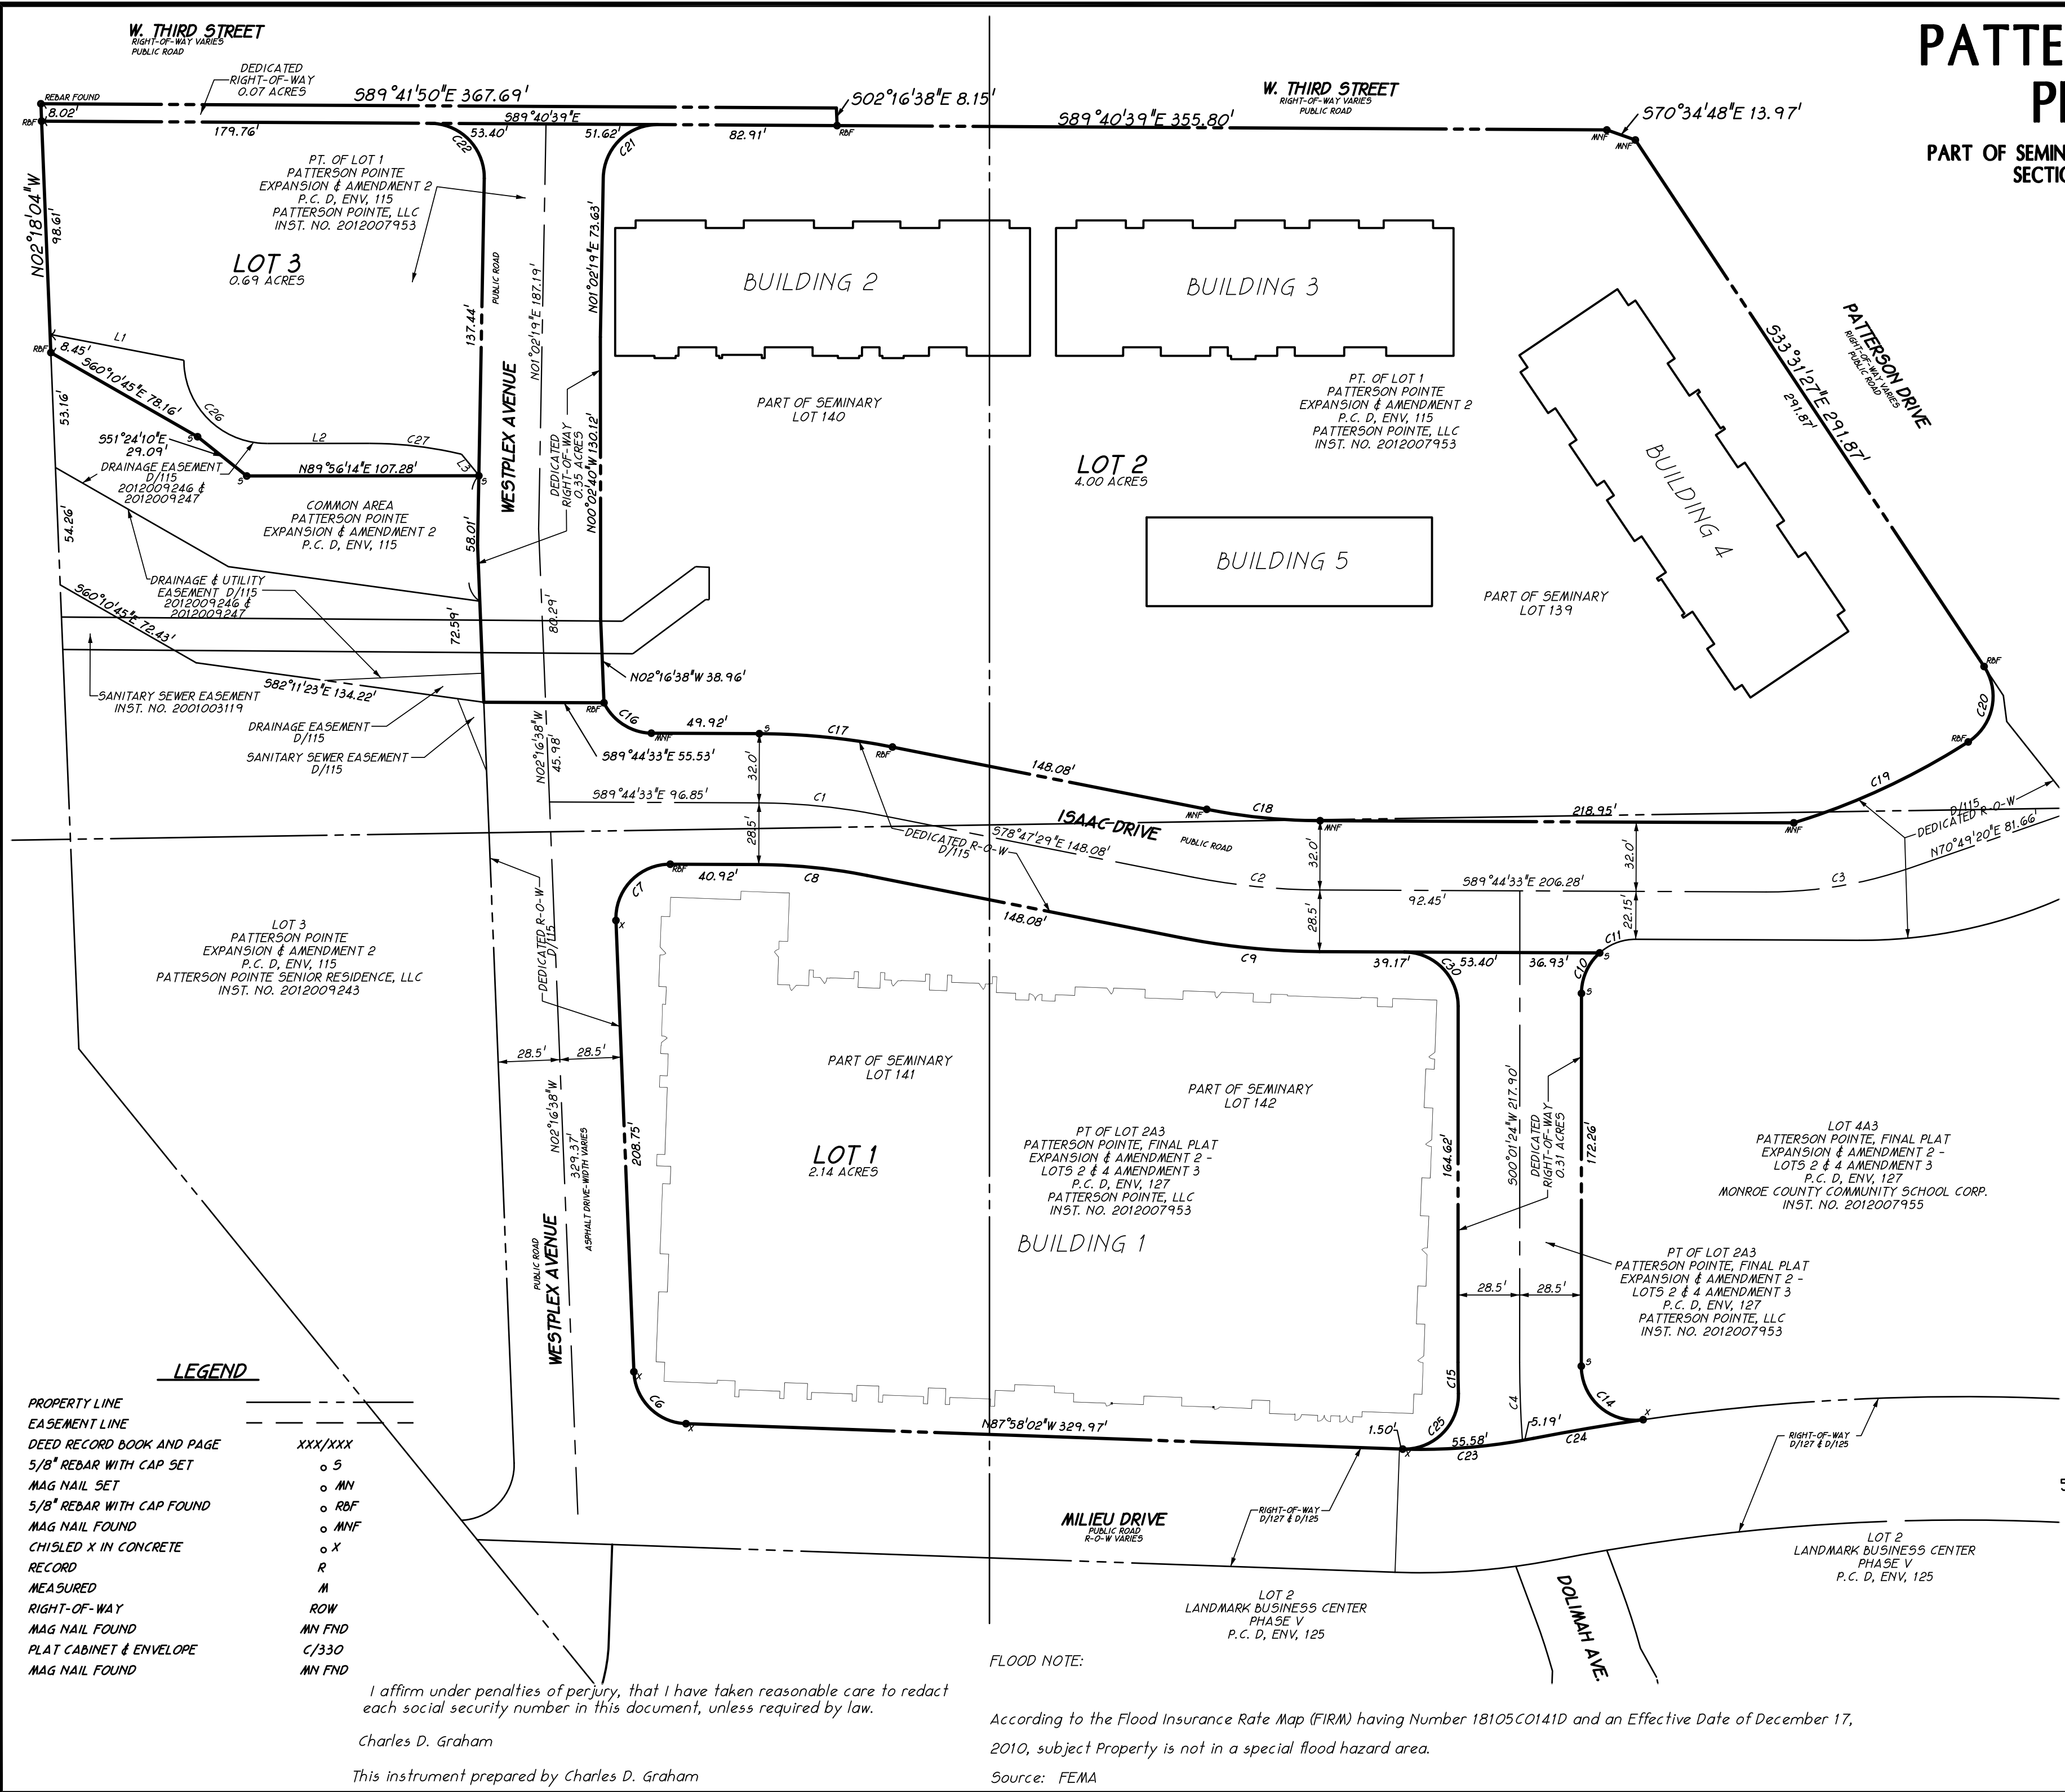 W. THIRD STREET
RIGHT-OF-WAY VARIES
PUBLIC ROAD
DEDICATED
RIGHT-OF-WAY
0.07 ACRES
REBAR FOUND
S89°41'50"E 367.69'
S02°16'38"E 8.15'
W. THIRD STREET
RIGHT-OF-WAY VARIES
PUBLIC ROAD
S70°34'48"E 13.97'
PATTE
PL
PART OF SEMIN
SECTIO
RBF
8.02'
179.76'
C22
53.40'
S89°40'39"E
51.62'
C21
82.91'
RBF
S89°40'39"E 355.80'
MNF
MNF
N02°18'04"W
98.61'
PT. OF LOT 1
PATTERSON POINTE
EXPANSION & AMENDMENT 2
P.C. D, ENV, 115
PATTERSON POINTE, LLC
INST. NO. 2012007953
LOT 3
0.69 ACRES
137.44'
PUBLIC ROAD
WESTPLEX AVENUE
N01°02'19"E 187.19'
N01°02'19"E 73.63'
BUILDING 2
BUILDING 3
BUILDING 4
BUILDING 5
PATTERSON DRIVE
RIGHT-OF-WAY VARIES
PUBLIC ROAD
S33°31'27"E 291.87'
291.87'
RBF
8.45'
L1
S60°10'45"E 78.16'
C26
53.16'
S
S51°24'10"E
29.09'
L2
C27
L3
DRAINAGE EASEMENT
D/115
2012009246 &
2012009247
S
N89°56'14"E 107.28'
S
COMMON AREA
PATTERSON POINTE
EXPANSION & AMENDMENT 2
P.C. D, ENV, 115
54.26'
58.01'
DEDICATED
RIGHT-OF-WAY
0.35 ACRES
N00°02'40"W 130.12'
PART OF SEMINARY
LOT 140
PT. OF LOT 1
PATTERSON POINTE
EXPANSION & AMENDMENT 2
P.C. D, ENV, 115
PATTERSON POINTE, LLC
INST. NO. 2012007953
LOT 2
4.00 ACRES
PART OF SEMINARY
LOT 139
DRAINAGE & UTILITY
EASEMENT D/115
2012009246 &
2012009247
S60°10'45"E 72.43'
72.59'
80.29'
SANITARY SEWER EASEMENT
INST. NO. 2001003119
S82°11'23"E 134.22'
DRAINAGE EASEMENT
D/115
SANITARY SEWER EASEMENT
D/115
N02°16'38"W 38.96'
RBF
C16
MNF
49.92'
S
C17
RBF
N02°16'38"W
45.98'
S89°44'33"E 55.53'
32.0'
S89°44'33"E 96.85'
C1
28.5'
148.08'
DEDICATED R-O-W
D/115
ISAAC DRIVE
PUBLIC ROAD
S78°47'29"E 148.08'
MNF
C18
MNF
218.95'
MNF
C19
RBF
C20
RBF
D/115
DEDICATED R-O-W
N70°49'20"E 81.66'
C2
32.0'
28.5'
S89°44'33"E 206.28'
92.45'
32.0'
22.15'
C3
C7
RBF
40.92'
C8
148.08'
X
DEDICATED R-O-W
D/115
C9
39.17'
C30
53.40'
36.93'
C11
S
C10
S
LOT 3
PATTERSON POINTE
EXPANSION & AMENDMENT 2
P.C. D, ENV, 115
PATTERSON POINTE SENIOR RESIDENCE, LLC
INST. NO. 2012009243
28.5'
28.5'
N02°16'38"W
329.37'
ASPHALT DRIVE-WIDTH VARIES
208.75'
PUBLIC ROAD
WESTPLEX AVENUE
PART OF SEMINARY
LOT 141
PART OF SEMINARY
LOT 142
LOT 1
2.14 ACRES
PT OF LOT 2A3
PATTERSON POINTE, FINAL PLAT
EXPANSION & AMENDMENT 2 -
LOTS 2 & 4 AMENDMENT 3
P.C. D, ENV, 127
PATTERSON POINTE, LLC
INST. NO. 2012007953
BUILDING 1
164.62'
S00°01'24"W 217.90'
DEDICATED
RIGHT-OF-WAY
0.31 ACRES
172.26'
28.5'
28.5'
LOT 4A3
PATTERSON POINTE, FINAL PLAT
EXPANSION & AMENDMENT 2 -
LOTS 2 & 4 AMENDMENT 3
P.C. D, ENV, 127
MONROE COUNTY COMMUNITY SCHOOL CORP.
INST. NO. 2012007955
PT OF LOT 2A3
PATTERSON POINTE, FINAL PLAT
EXPANSION & AMENDMENT 2 -
LOTS 2 & 4 AMENDMENT 3
P.C. D, ENV, 127
PATTERSON POINTE, LLC
INST. NO. 2012007953
X
C6
X
N87°58'02"W 329.97'
1.50'
X
C25
C15
55.58'
C23
C4
5.19'
C24
S
C14
X
RIGHT-OF-WAY
D/127 & D/125
RIGHT-OF-WAY
D/127 & D/125
MILIEU DRIVE
PUBLIC ROAD
R-O-W VARIES
LOT 2
LANDMARK BUSINESS CENTER
PHASE V
P.C. D, ENV, 125
DOLIMAH AVE.
LOT 2
LANDMARK BUSINESS CENTER
PHASE V
P.C. D, ENV, 125
LEGEND
PROPERTY LINE
EASEMENT LINE
DEED RECORD BOOK AND PAGE XXX/XXX
5/8" REBAR WITH CAP SET S
MAG NAIL SET MN
5/8" REBAR WITH CAP FOUND RBF
MAG NAIL FOUND MNF
CHISLED X IN CONCRETE X
RECORD R
MEASURED M
RIGHT-OF-WAY ROW
MAG NAIL FOUND MN FND
PLAT CABINET & ENVELOPE C/330
MAG NAIL FOUND MN FND
I affirm under penalties of perjury, that I have taken reasonable care to redact
each social security number in this document, unless required by law.
Charles D. Graham
This instrument prepared by Charles D. Graham
FLOOD NOTE:
According to the Flood Insurance Rate Map (FIRM) having Number 18105C0141D and an Effective Date of December 17,
2010, subject Property is not in a special flood hazard area.
Source: FEMA